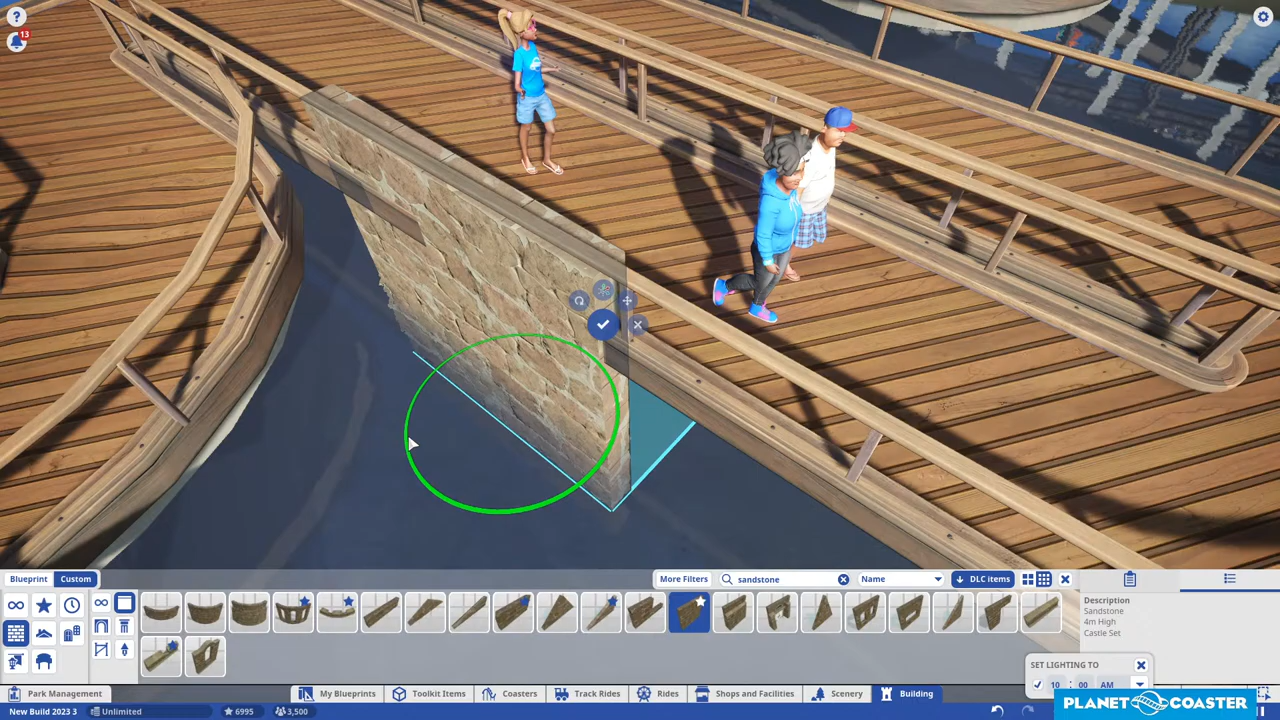 ?
13
Blueprint
Custom
More Filters
sandstone
Name
DLC items
Description
Sandstone
4m High
Castle Set
SET LIGHTING TO
10 : 00 AM
Park Management
My Blueprints
Toolkit Items
Coasters
Track Rides
Rides
Shops and Facilities
Scenery
Building
New Build 2023 3
Unlimited
6995
3,500
PLANET COASTER